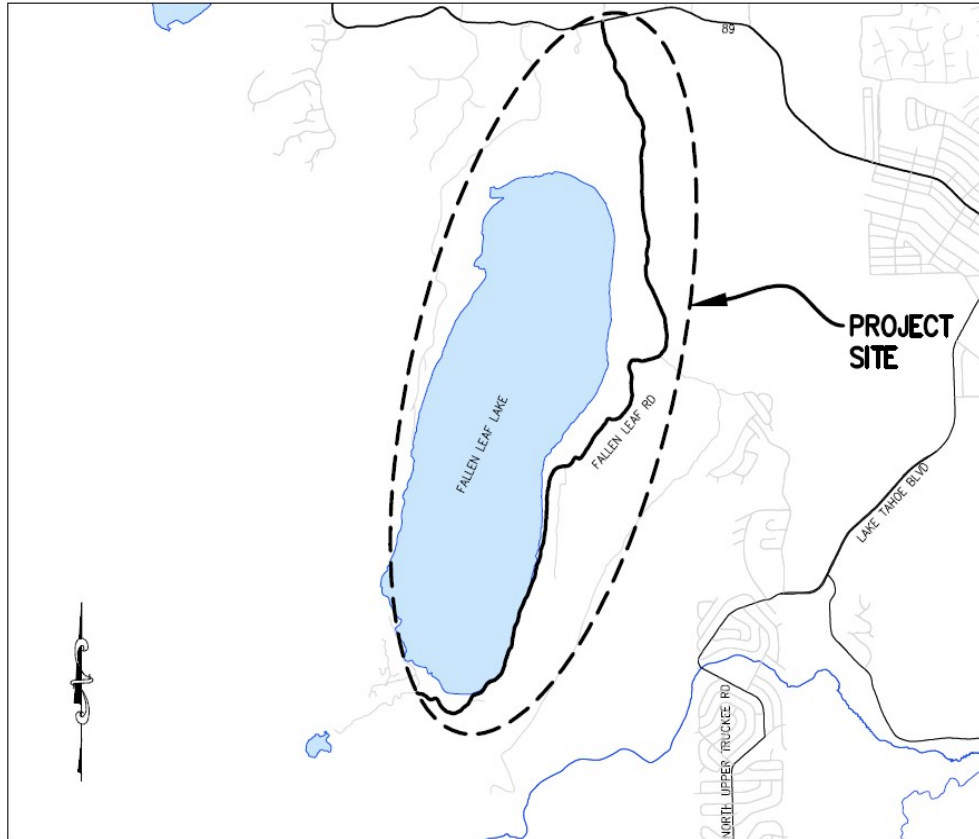 89
PROJECT
SITE
FALLEN LEAF LAKE
FALLEN LEAF RD
LAKE TAHOE BLVD
NORTH UPPER TRUCKEE RD